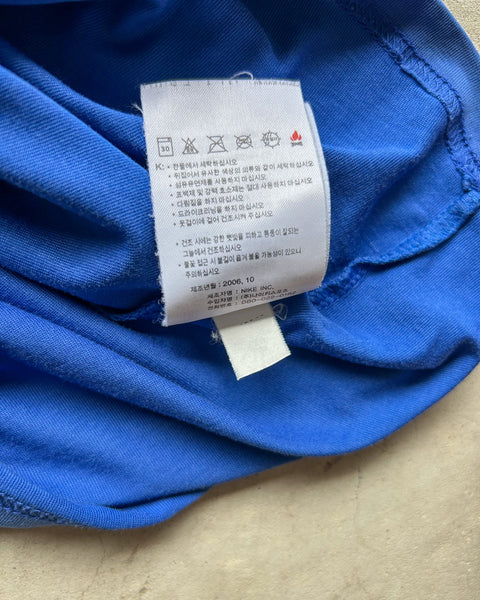 30
K: • 찬물에서 세탁하십시오
• 뒤집어서 유사한 색상의 의류와 같이 세탁하십시오
• 섬유유연제를 사용하지 마십시오
• 표백제 및 강력 효소제는 절대 사용하지 마십시오
• 다림질을 하지 마십시오
• 드라이크리닝을 하지 마십시오
• 옷걸이에 걸어 건조시켜 주십시오
• 건조 시에는 강한 햇빛을 피하고 통풍이 잘되는
그늘에서 건조하십시오
• 불꽃 접근 시 불길이 옮겨 붙을 가능성이 있으니
주의하십시오
제조년월 : 2006. 10
제조자명 : NIKE INC.